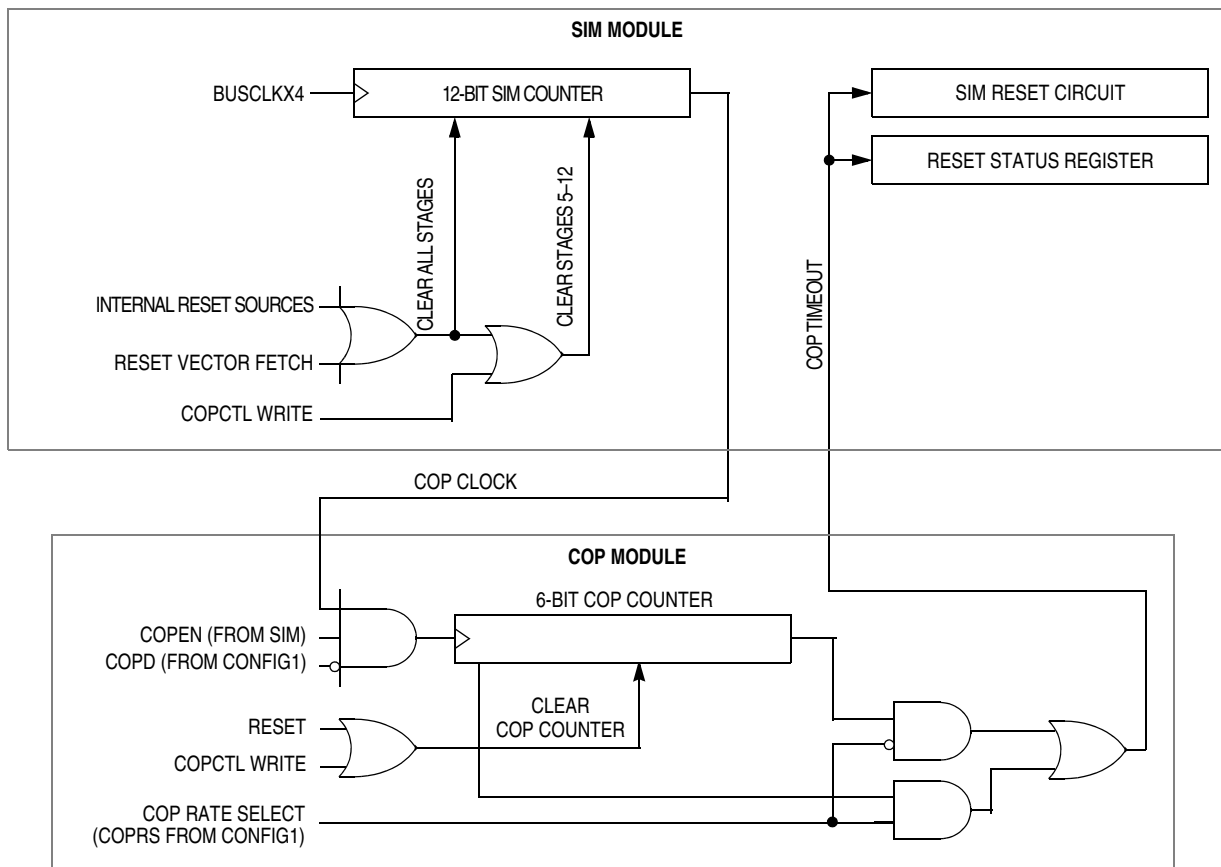 SIM MODULE
BUSCLKX4
12-BIT SIM COUNTER
SIM RESET CIRCUIT
RESET STATUS REGISTER
CLEAR ALL STAGES
CLEAR STAGES 5–12
COP TIMEOUT
INTERNAL RESET SOURCES
RESET VECTOR FETCH
COPCTL WRITE
COP CLOCK
COP MODULE
6-BIT COP COUNTER
COPEN (FROM SIM)
COPD (FROM CONFIG1)
CLEAR
COP COUNTER
RESET
COPCTL WRITE
COP RATE SELECT
(COPRS FROM CONFIG1)